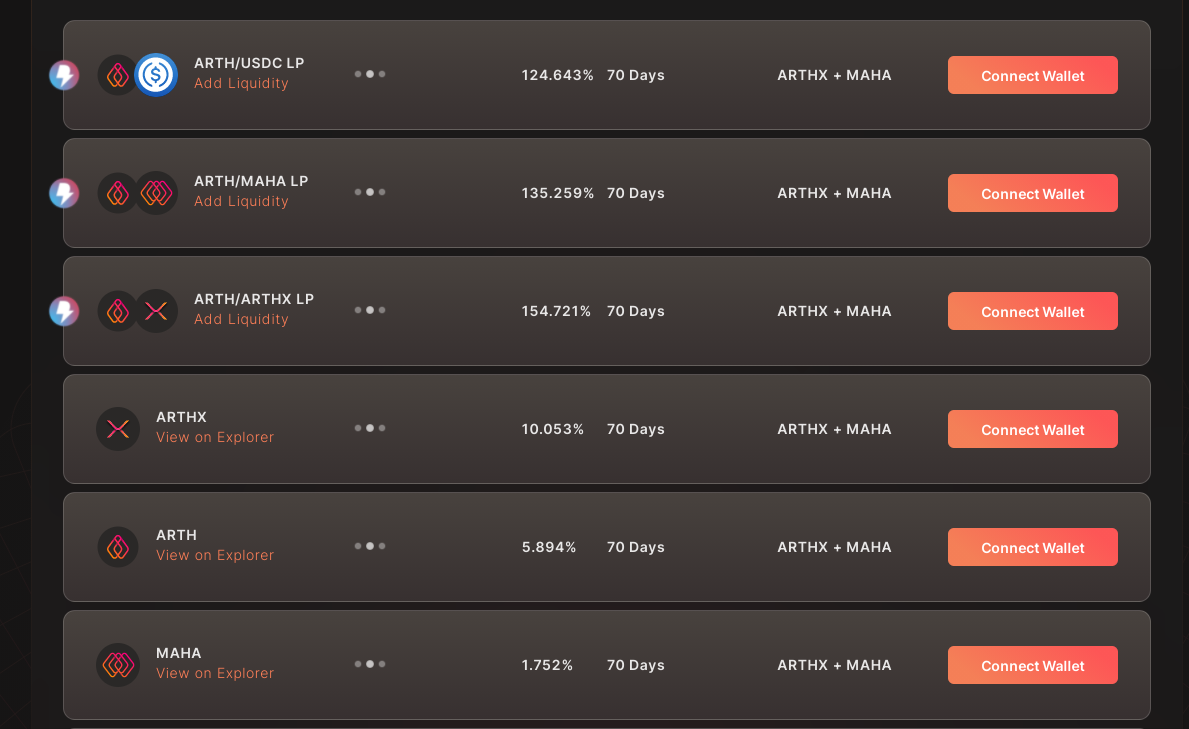 ARTH/USDC LP
Add Liquidity
124.643% 70 Days ARTHX + MAHA Connect Wallet
ARTH/MAHA LP
Add Liquidity
135.259% 70 Days ARTHX + MAHA Connect Wallet
ARTH/ARTHX LP
Add Liquidity
154.721% 70 Days ARTHX + MAHA Connect Wallet
ARTHX
View on Explorer
10.053% 70 Days ARTHX + MAHA Connect Wallet
ARTH
View on Explorer
5.894% 70 Days ARTHX + MAHA Connect Wallet
MAHA
View on Explorer
1.752% 70 Days ARTHX + MAHA Connect Wallet